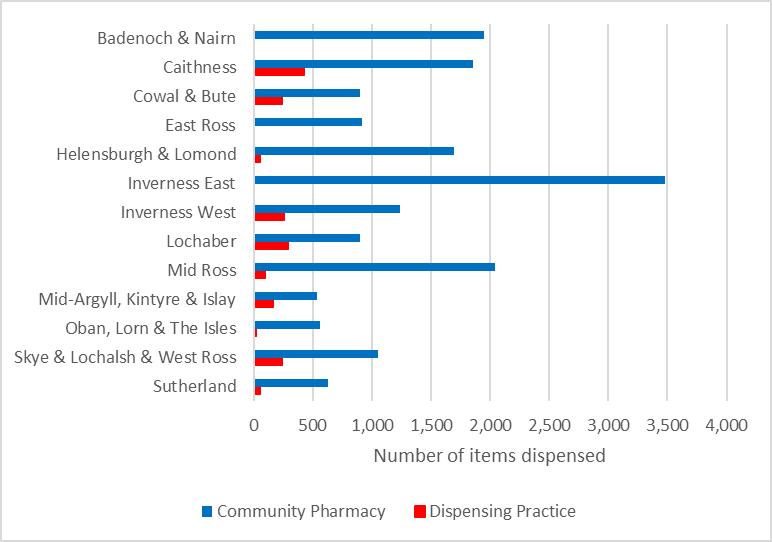 Badenoch & Nairn
Caithness
Cowal & Bute
East Ross
Helensburgh & Lomond
Inverness East
Inverness West
Lochaber
Mid Ross
Mid-Argyll, Kintyre & Islay
Oban, Lorn & The Isles
Skye & Lochalsh & West Ross
Sutherland
0 500 1,000 1,500 2,000 2,500 3,000 3,500 4,000
Number of items dispensed
Community Pharmacy Dispensing Practice